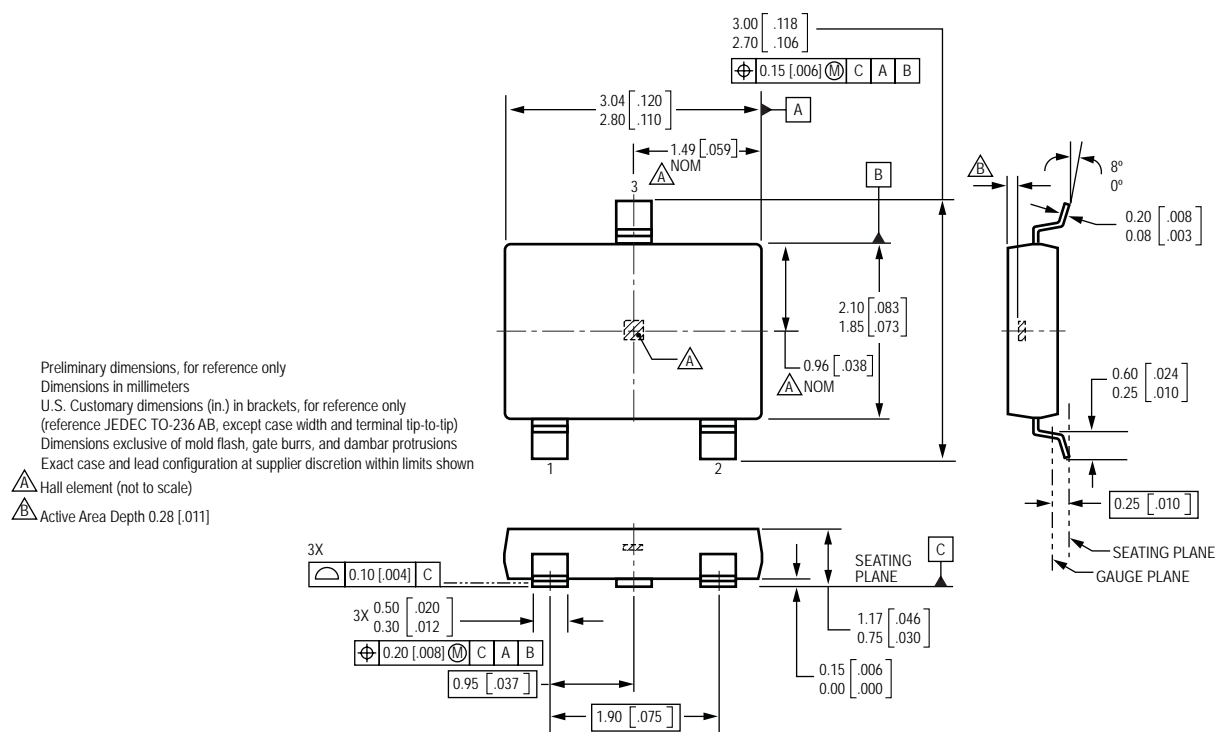 3.00 [.118]
2.70 [.106]
⌖ 0.15 [.006] Ⓜ C A B
3.04 [.120]
2.80 [.110]
A
1.49 [.059]
A NOM
3
B
B
8º
0º
0.20 [.008]
0.08 [.003]
2.10 [.083]
1.85 [.073]
A
0.96 [.038]
A NOM
0.60 [.024]
0.25 [.010]
1
2
Preliminary dimensions, for reference only
Dimensions in millimeters
U.S. Customary dimensions (in.) in brackets, for reference only
(reference JEDEC TO-236 AB, except case width and terminal tip-to-tip)
Dimensions exclusive of mold flash, gate burrs, and dambar protrusions
Exact case and lead configuration at supplier discretion within limits shown
A Hall element (not to scale)
B Active Area Depth 0.28 [.011]
0.25 [.010]
SEATING PLANE
GAUGE PLANE
3X
⌓ 0.10 [.004] C
SEATING
PLANE
C
3X 0.50 [.020]
0.30 [.012]
⌖ 0.20 [.008] Ⓜ C A B
1.17 [.046]
0.75 [.030]
0.15 [.006]
0.00 [.000]
0.95 [.037]
1.90 [.075]